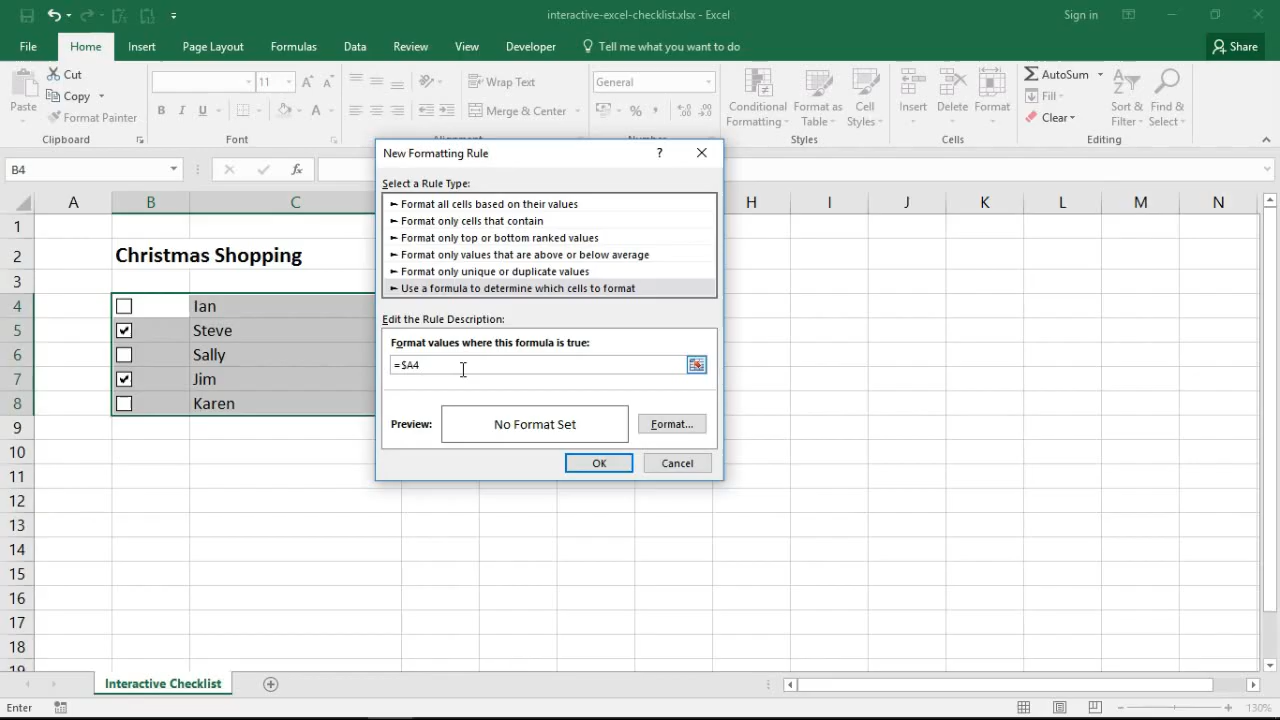 interactive-excel-checklist.xlsx - Excel
Sign in
File Home Insert Page Layout Formulas Data Review View Developer Tell me what you want to do Share
Paste
Cut
Copy
Format Painter
Clipboard
11 A A
B I U A
Font
Wrap Text
Merge & Center
Alignment
General
% ,
Number
Conditional Formatting
Format as Table
Cell Styles
Styles
Insert Delete Format
Cells
AutoSum
Fill
Clear
Sort & Filter
Find & Select
Editing
B4
fx
A B C H I J K L M N
1
2 Christmas Shopping
3
4 Ian
5 Steve
6 Sally
7 Jim
8 Karen
9
10
11
12
13
14
15
16
17
18
19
New Formatting Rule ?
Select a Rule Type:
► Format all cells based on their values
► Format only cells that contain
► Format only top or bottom ranked values
► Format only values that are above or below average
► Format only unique or duplicate values
► Use a formula to determine which cells to format
Edit the Rule Description:
Format values where this formula is true:
=$A4
Preview: No Format Set Format...
OK Cancel
Interactive Checklist
Enter
130%